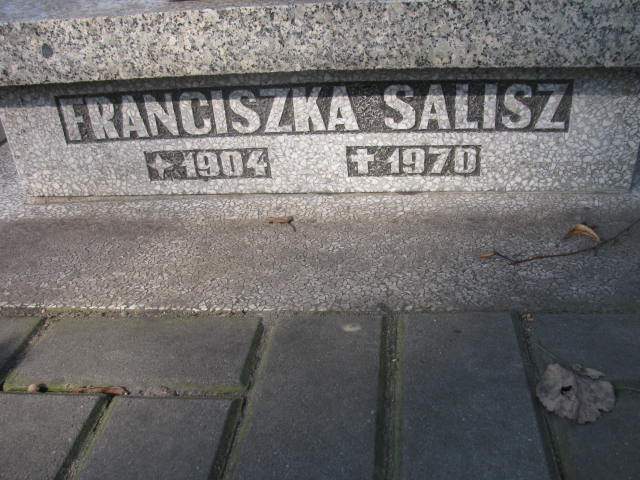 FRANCISZKA SALISZ
★ 1904 ✝ 1970